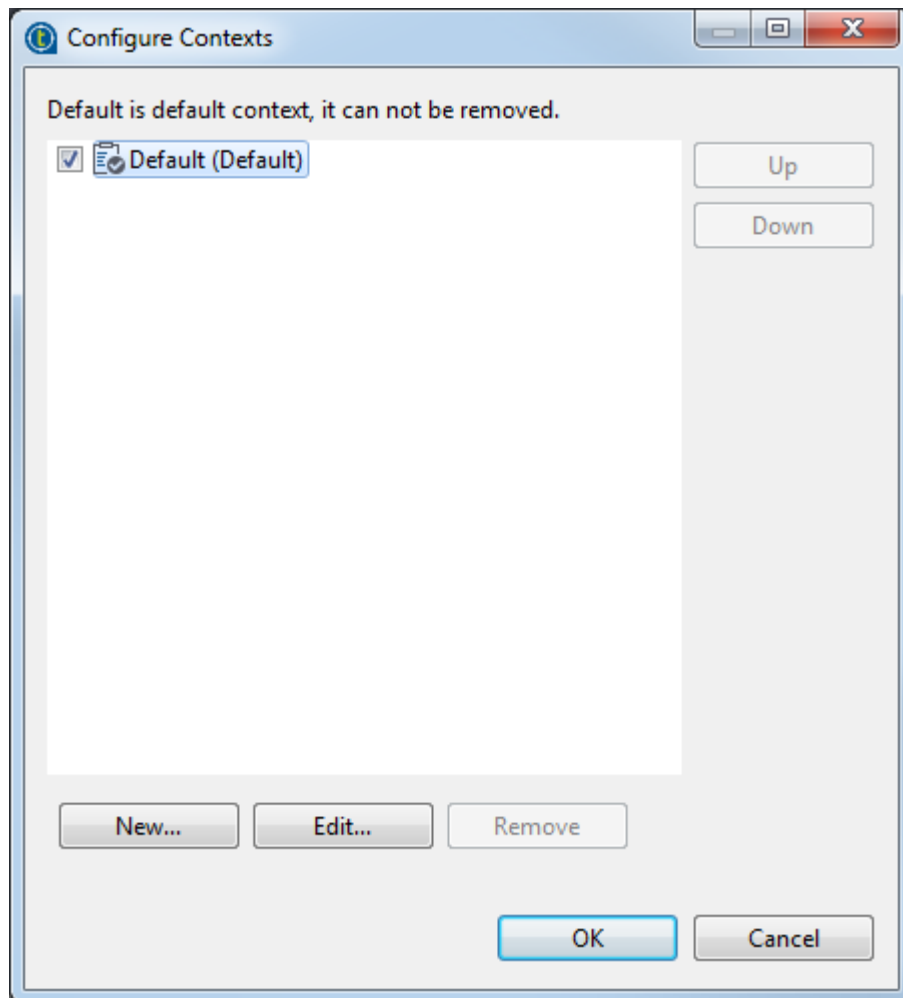 Configure Contexts
Default is default context, it can not be removed.
Default (Default)
Up
Down
New... Edit... Remove
OK Cancel